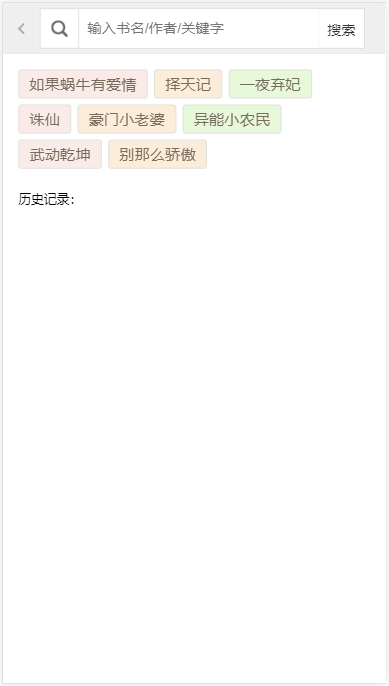 输入书名/作者/关键字 搜索
如果蜗牛有爱情 择天记 一夜弃妃
诛仙 豪门小老婆 异能小农民
武动乾坤 别那么骄傲
历史记录：